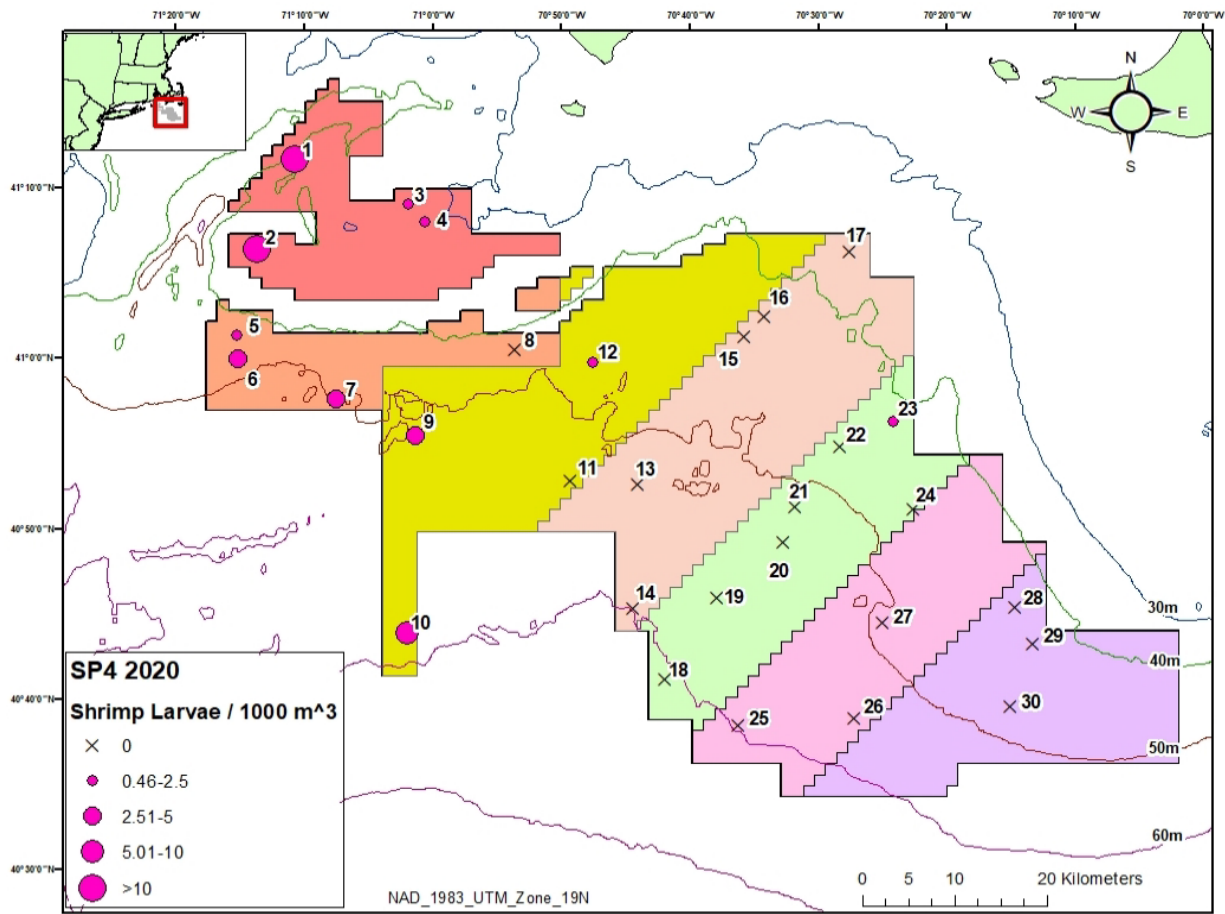 71°20'0"W 71°10'0"W 71°0'0"W 70°50'0"W 70°40'0"W 70°30'0"W 70°20'0"W 70°10'0"W 70°0'0"W
N
W E
S
1
41°10'0"N
3
4
2
17
16
5 8 15
41°0'0"N
12
6
7
23
9 22
11 13
21 24
40°50'0"N
20
14 19 28
30m
10 27
29
SP4 2020
40m
40°40'0"N
18
Shrimp Larvae / 1000 m^3
25 26 30
0
50m
0.46-2.5
2.51-5
60m
5.01-10
40°30'0"N
>10
NAD_1983_UTM_Zone_19N
0 5 10 20 Kilometers